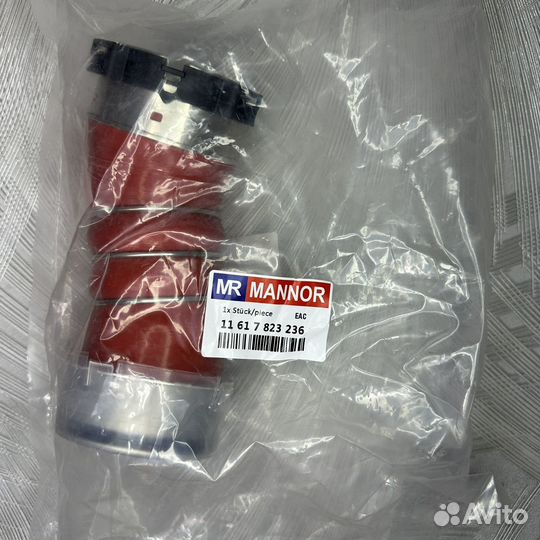 MR MANNOR
1x Stück/piece EAC
11 61 7 823 236
Avito